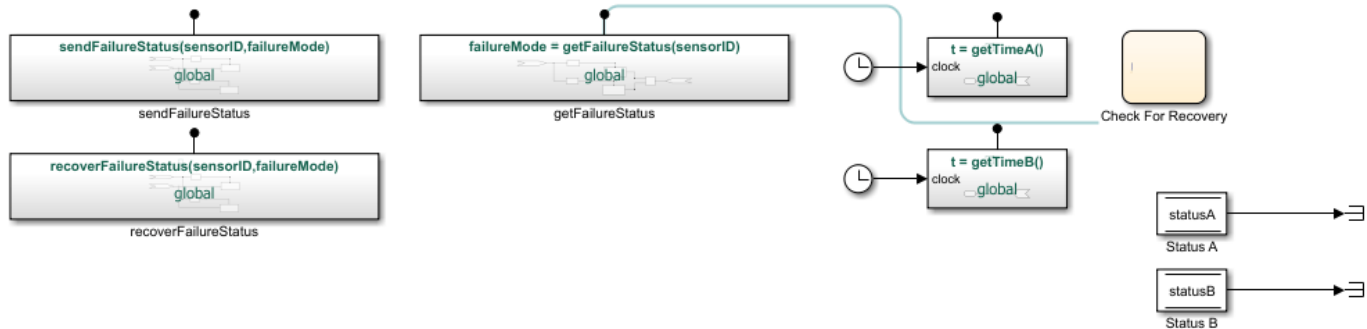 sendFailureStatus(sensorID,failureMode)
global
sendFailureStatus
failureMode = getFailureStatus(sensorID)
global
getFailureStatus
t = getTimeA()
clock
global
Check For Recovery
recoverFailureStatus(sensorID,failureMode)
global
recoverFailureStatus
t = getTimeB()
clock
global
statusA
Status A
statusB
Status B